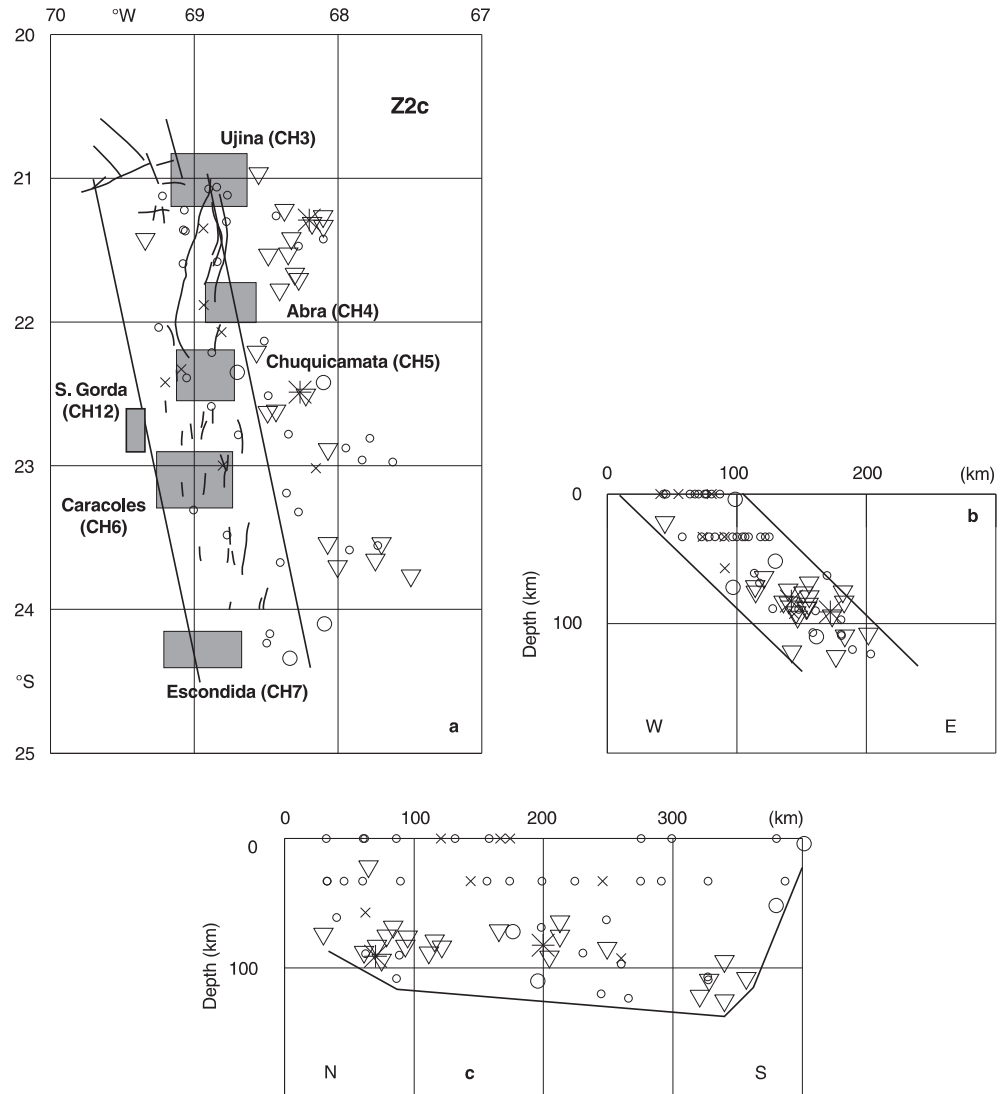 70 °W 69 68 67
20
Z2c
Ujina (CH3)
21
Abra (CH4)
22
Chuquicamata (CH5)
S. Gorda
(CH12)
23
Caracoles
(CH6)
24
°S
Escondida (CH7)
a
25
0 100 200 (km)
0
b
Depth (km)
100
W E
0 100 200 300 (km)
0
Depth (km)
100
N c S